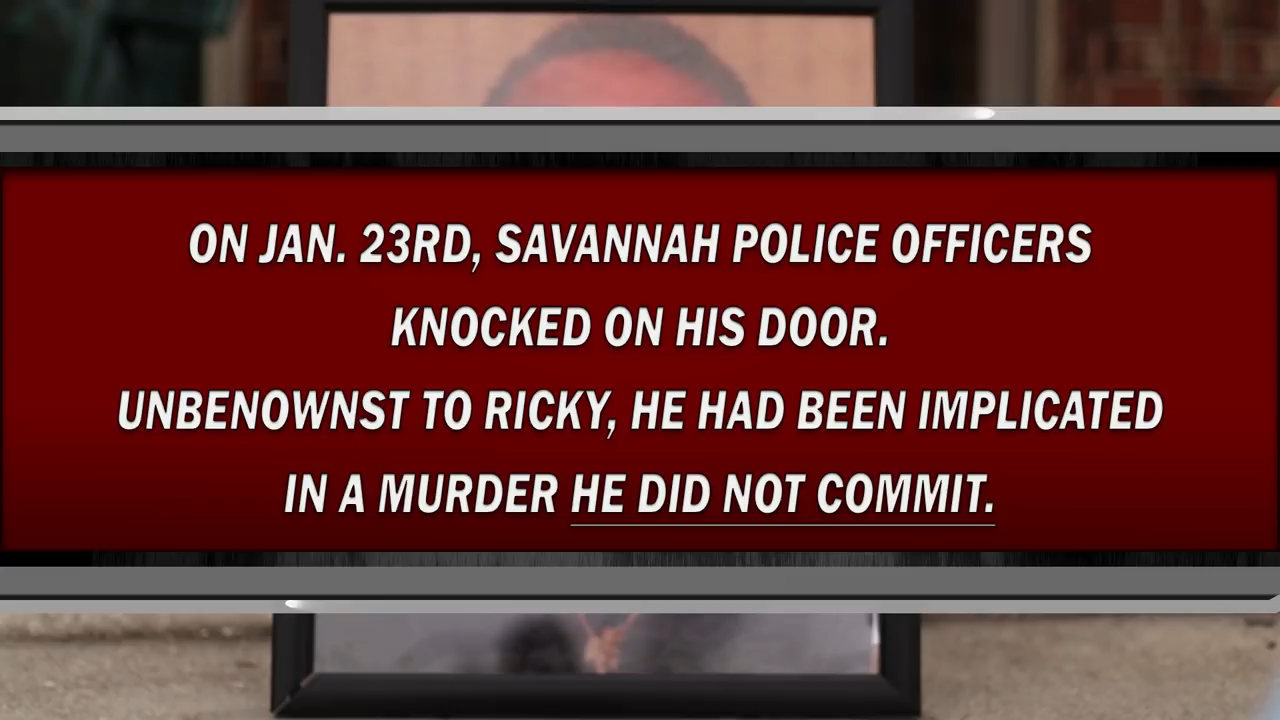 ON JAN. 23RD, SAVANNAH POLICE OFFICERS
KNOCKED ON HIS DOOR.
UNBENOWNST TO RICKY, HE HAD BEEN IMPLICATED
IN A MURDER HE DID NOT COMMIT.